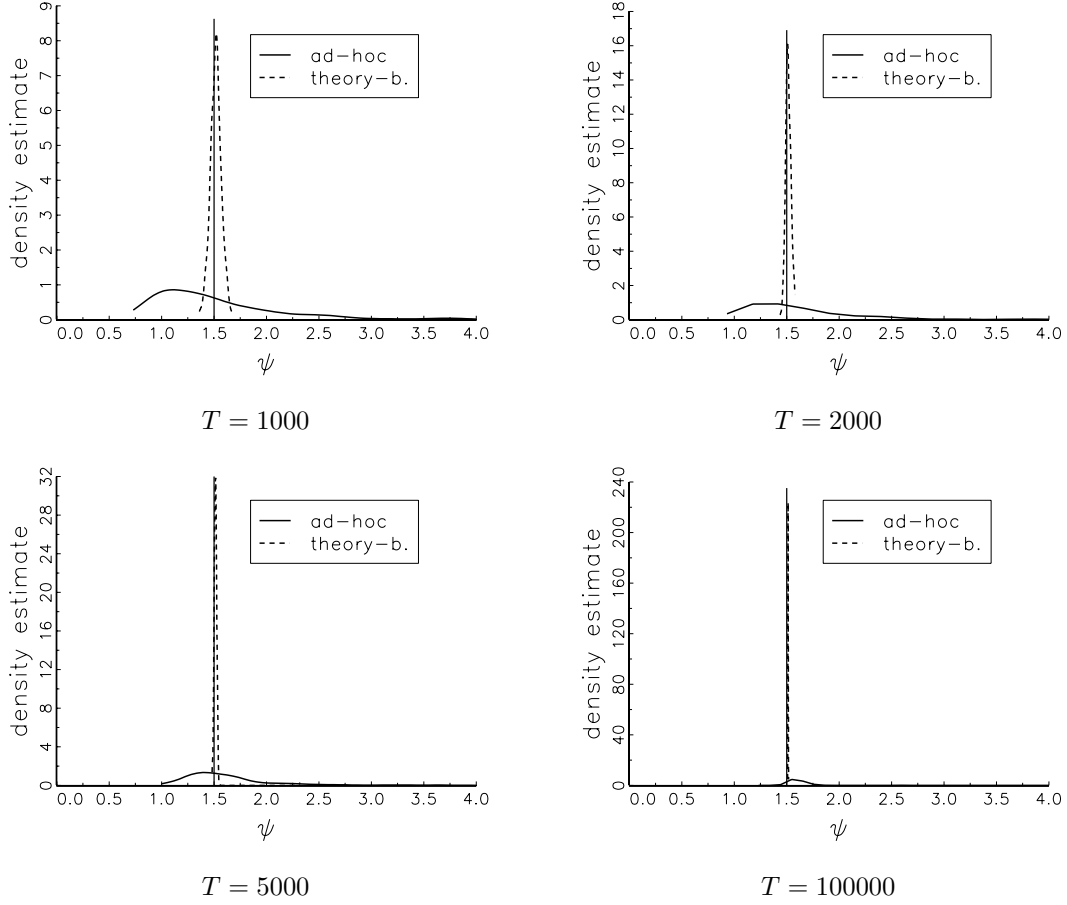 density estimate
0 1 2 3 4 5 6 7 8 9
ad-hoc
theory-b.
0.0 0.5 1.0 1.5 2.0 2.5 3.0 3.5 4.0
ψ
T = 1000
density estimate
0 2 4 6 8 10 12 14 16 18
ad-hoc
theory-b.
0.0 0.5 1.0 1.5 2.0 2.5 3.0 3.5 4.0
ψ
T = 2000
density estimate
0 4 8 12 16 20 24 28 32
ad-hoc
theory-b.
0.0 0.5 1.0 1.5 2.0 2.5 3.0 3.5 4.0
ψ
T = 5000
density estimate
0 40 80 120 160 200 240
ad-hoc
theory-b.
0.0 0.5 1.0 1.5 2.0 2.5 3.0 3.5 4.0
ψ
T = 100000